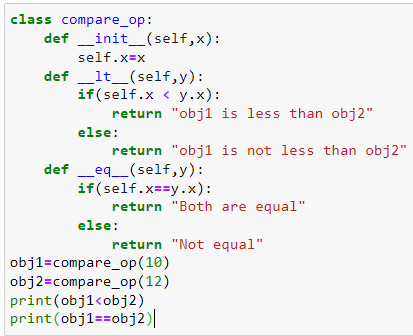 class compare_op:
    def __init__(self,x):
        self.x=x
    def __lt__(self,y):
        if(self.x < y.x):
            return "obj1 is less than obj2"
        else:
            return "obj1 is not less than obj2"
    def __eq__(self,y):
        if(self.x==y.x):
            return "Both are equal"
        else:
            return "Not equal"
obj1=compare_op(10)
obj2=compare_op(12)
print(obj1<obj2)
print(obj1==obj2)